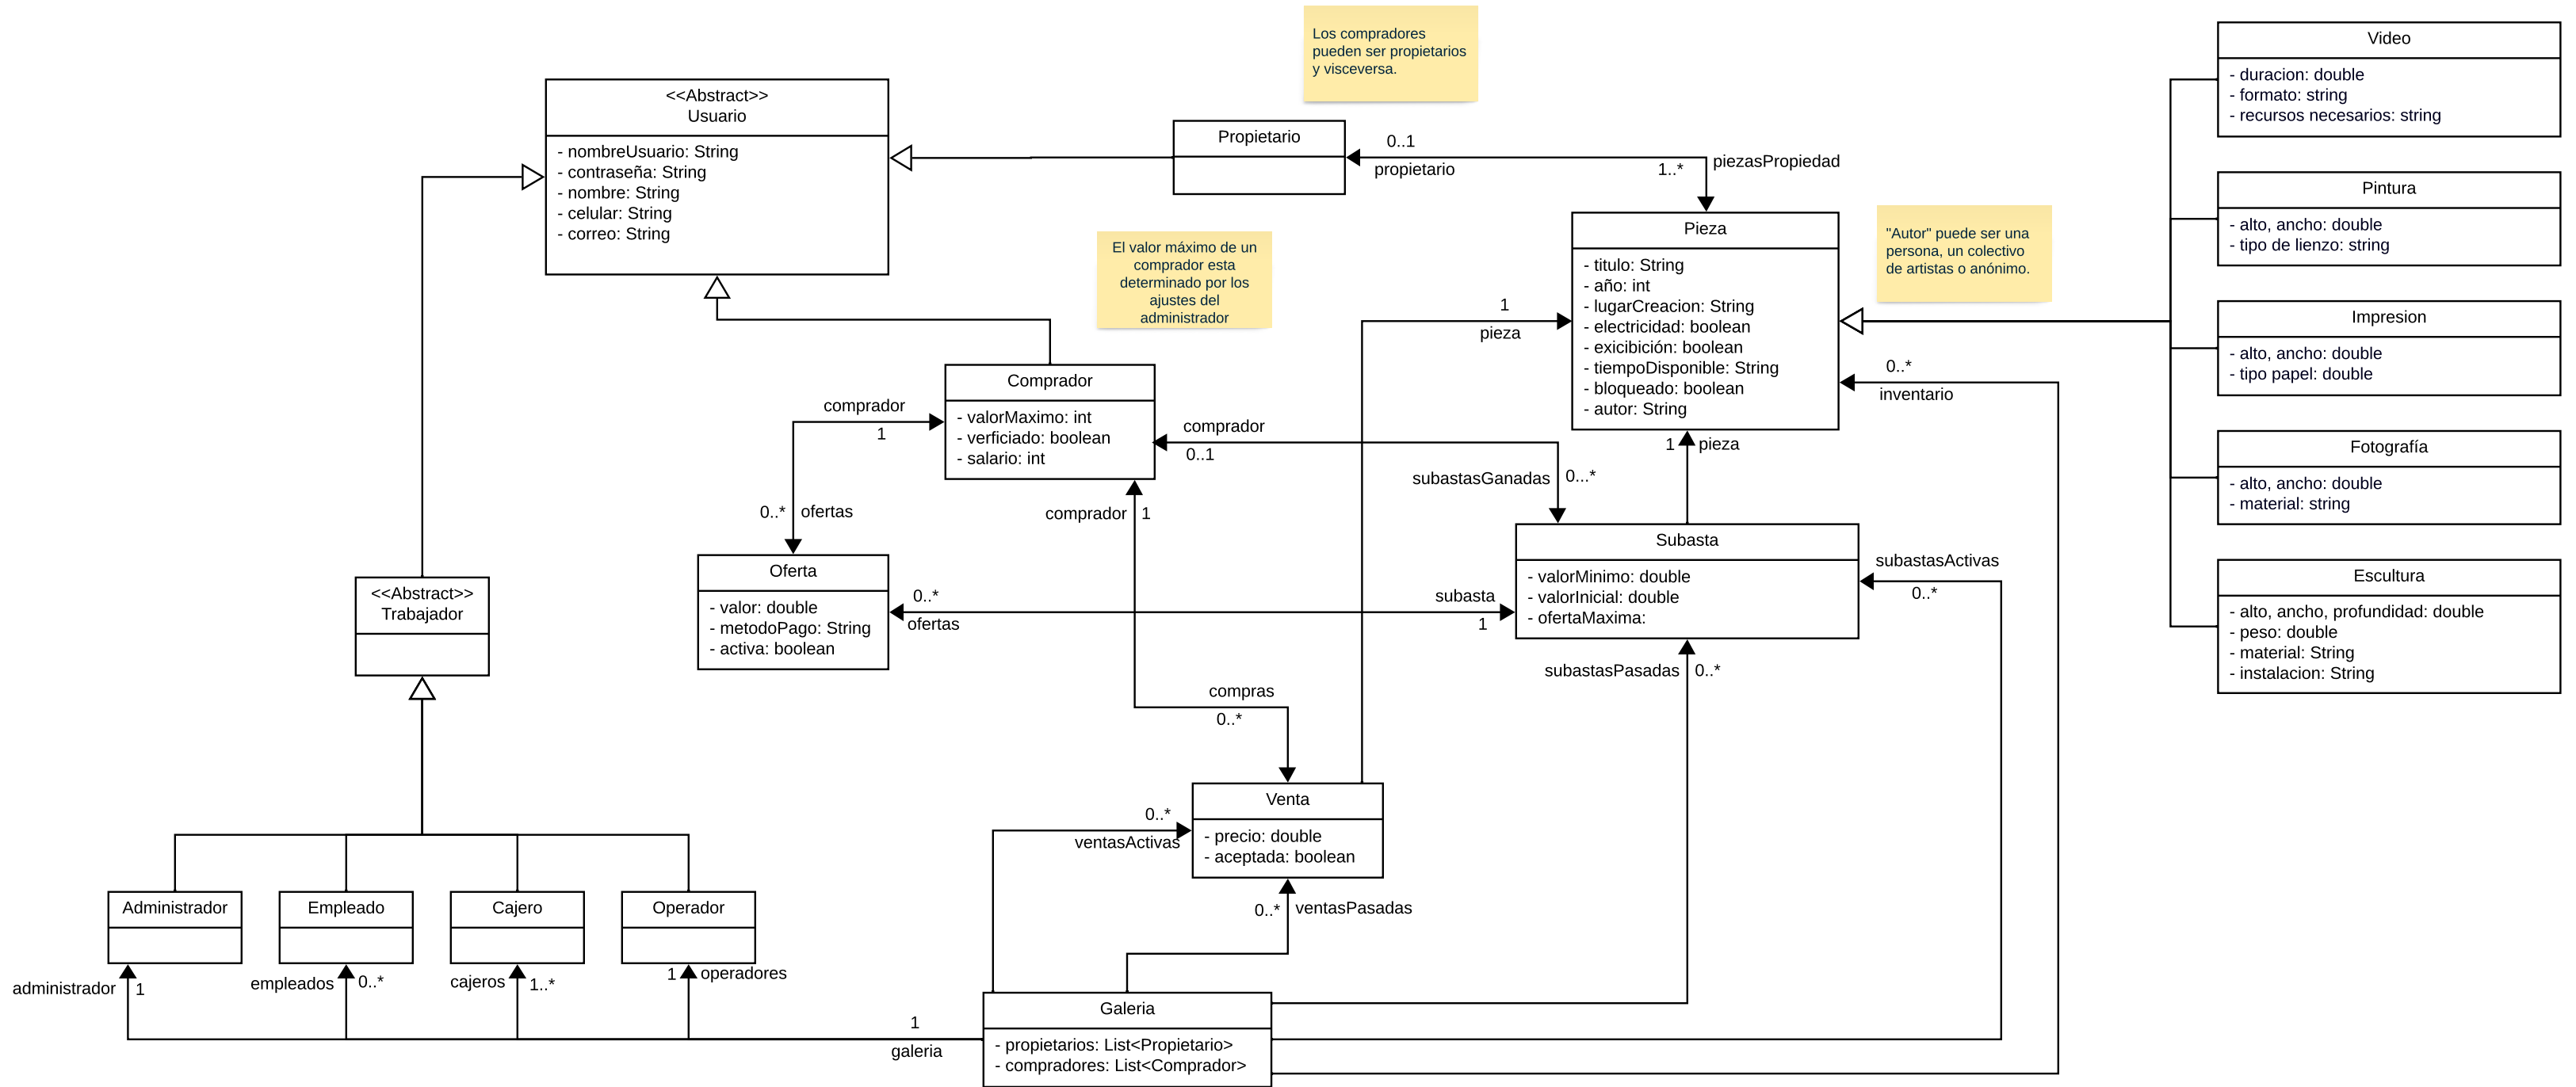 Los compradores
pueden ser propietarios
y visceversa.
<<Abstract>>
Usuario
- nombreUsuario: String
- contraseña: String
- nombre: String
- celular: String
- correo: String
Propietario
0..1
propietario
1..*
piezasPropiedad
El valor máximo de un
comprador esta
determinado por los
ajustes del
administrador
Pieza
- titulo: String
- año: int
- lugarCreacion: String
- electricidad: boolean
- exicibición: boolean
- tiempoDisponible: String
- bloqueado: boolean
- autor: String
"Autor" puede ser una
persona, un colectivo
de artistas o anónimo.
Video
- duracion: double
- formato: string
- recursos necesarios: string
Pintura
- alto, ancho: double
- tipo de lienzo: string
Impresion
- alto, ancho: double
- tipo papel: double
Fotografía
- alto, ancho: double
- material: string
Escultura
- alto, ancho, profundidad: double
- peso: double
- material: String
- instalacion: String
1
pieza
0..*
inventario
1 pieza
Comprador
- valorMaximo: int
- verficiado: boolean
- salario: int
comprador
1
0..* ofertas
comprador
0..1
subastasGanadas 0...*
comprador 1
Oferta
- valor: double
- metodoPago: String
- activa: boolean
0..*
ofertas
subasta
1
Subasta
- valorMinimo: double
- valorInicial: double
- ofertaMaxima:
subastasActivas
0..*
subastasPasadas 0..*
<<Abstract>>
Trabajador
compras
0..*
Venta
- precio: double
- aceptada: boolean
0..*
ventasActivas
0..* ventasPasadas
Administrador
Empleado
Cajero
Operador
administrador 1
empleados 0..*
cajeros 1..*
1 operadores
1
galeria
Galeria
- propietarios: List<Propietario>
- compradores: List<Comprador>